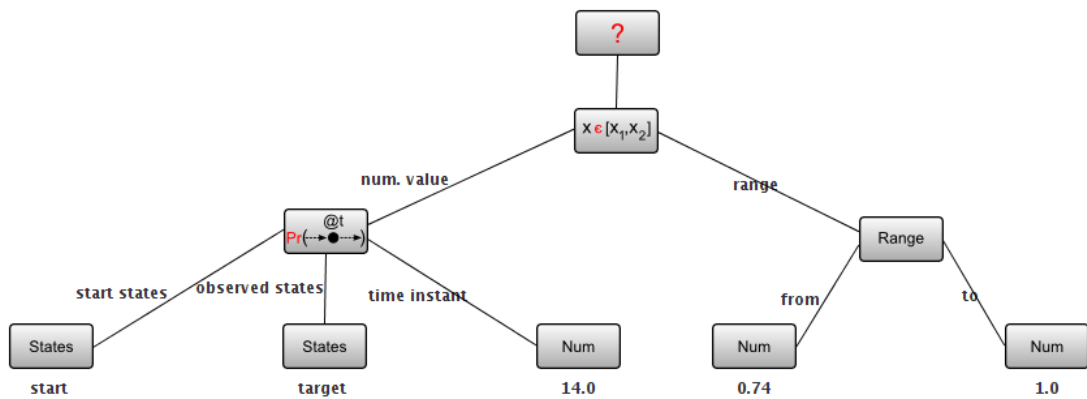 ?
x ϵ [x₁,x₂]
num. value
range
@t
Pr(⤏●⤏)
Range
start states
observed states
time instant
from
to
States
States
Num
Num
Num
start
target
14.0
0.74
1.0